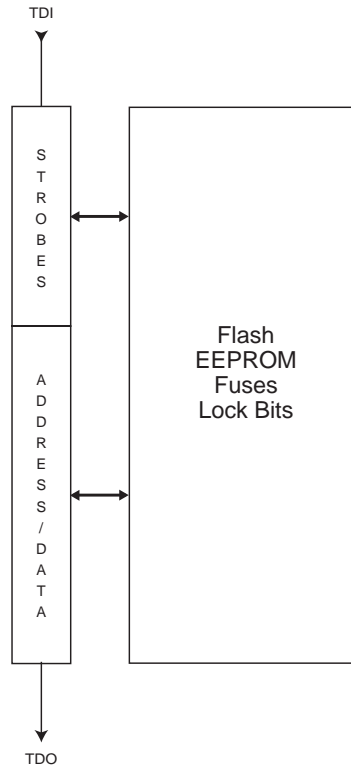 TDI
STROBES
ADDRESS/DATA
Flash
EEPROM
Fuses
Lock Bits
TDO